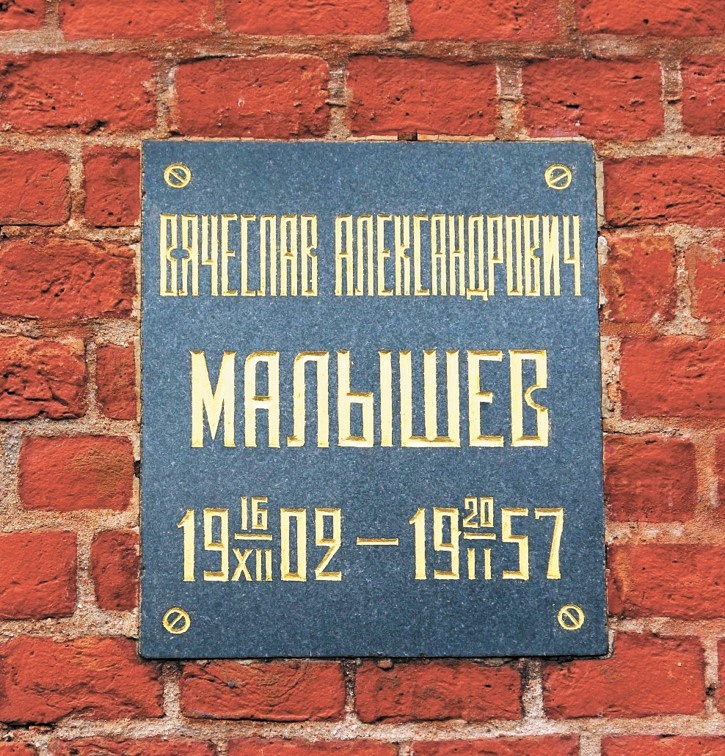 ВЯЧЕСЛАВ АЛЕКСАНДРОВИЧ
МАЛЫШЕВ
19 16/XII 02 — 19 20/II 57